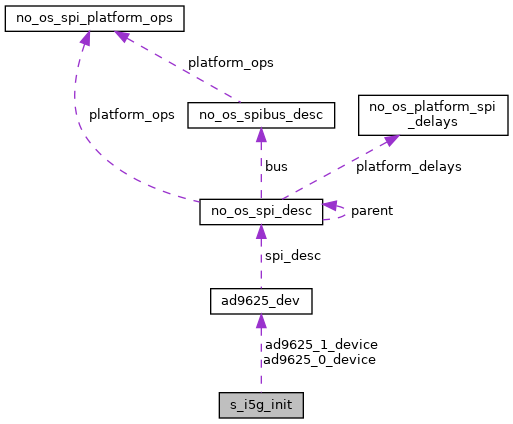 no_os_spi_platform_ops
platform_ops
platform_ops
no_os_spibus_desc
no_os_platform_spi
_delays
bus
platform_delays
no_os_spi_desc
parent
spi_desc
ad9625_dev
ad9625_1_device
ad9625_0_device
s_i5g_init